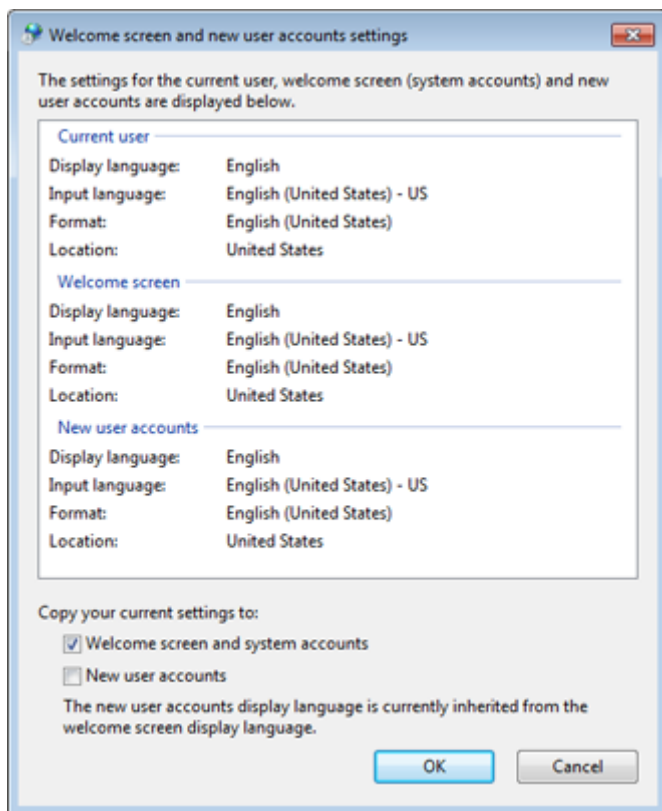 Welcome screen and new user accounts settings
The settings for the current user, welcome screen (system accounts) and new
user accounts are displayed below.
Current user
Display language: English
Input language: English (United States) - US
Format: English (United States)
Location: United States
Welcome screen
Display language: English
Input language: English (United States) - US
Format: English (United States)
Location: United States
New user accounts
Display language: English
Input language: English (United States) - US
Format: English (United States)
Location: United States
Copy your current settings to:
Welcome screen and system accounts
New user accounts
The new user accounts display language is currently inherited from the
welcome screen display language.
OK Cancel